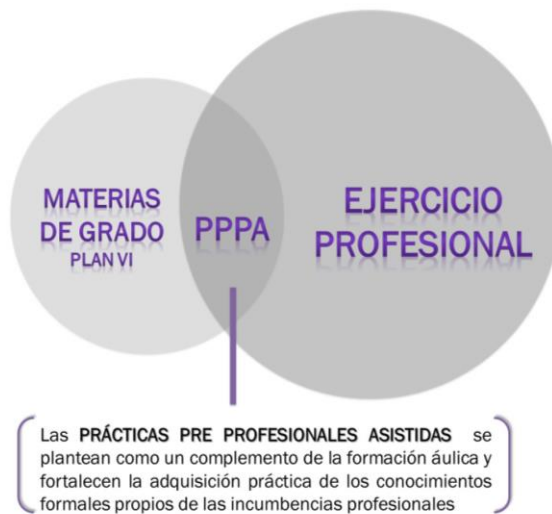 MATERIAS
DE GRADO
PLAN VI
PPPA
EJERCICIO
PROFESIONAL
Las PRÁCTICAS PRE PROFESIONALES ASISTIDAS se
plantean como un complemento de la formación áulica y
fortalecen la adquisición práctica de los conocimientos
formales propios de las incumbencias profesionales